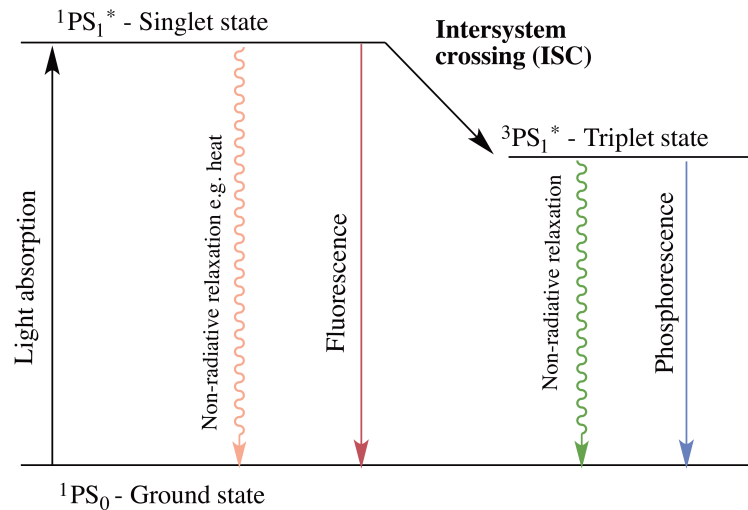 ¹PS₁* - Singlet state
Intersystem
crossing (ISC)
³PS₁* - Triplet state
Light absorption
Non-radiative relaxation e.g. heat
Fluorescence
Non-radiative relaxation
Phosphorescence
¹PS₀ - Ground state